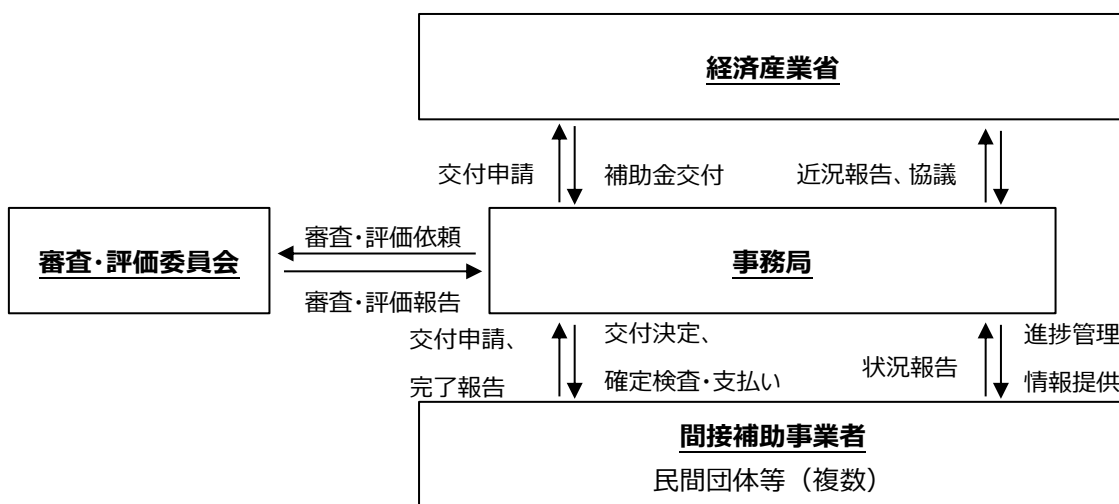 経済産業省
交付申請
補助金交付
近況報告、協議
審査・評価委員会
審査・評価依頼
審査・評価報告
事務局
交付申請、
完了報告
交付決定、
確定検査・支払い
状況報告
進捗管理
情報提供
間接補助事業者
民間団体等（複数）